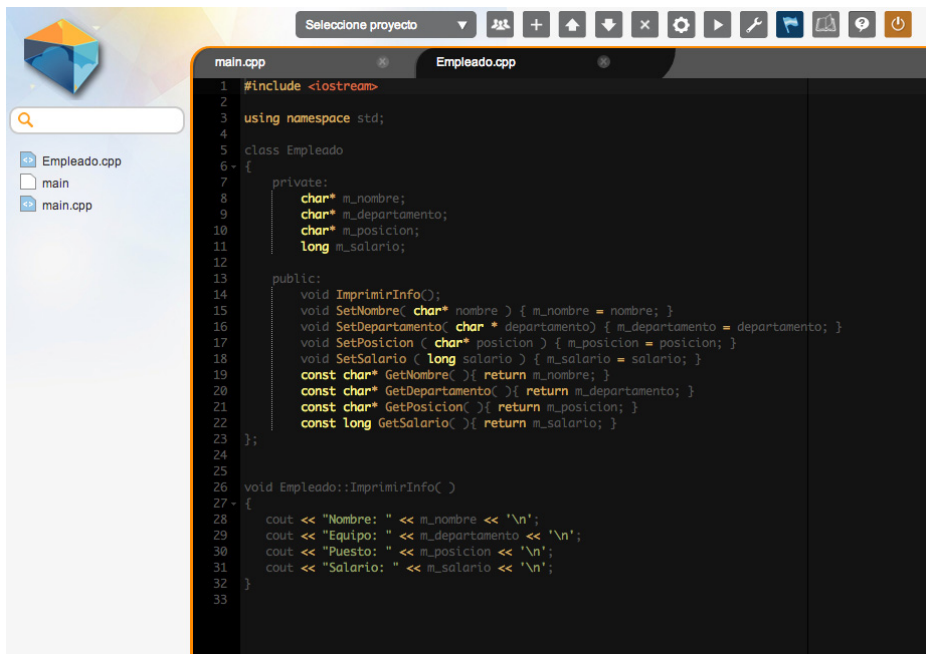 Seleccione proyecto
main.cpp
Empleado.cpp
Empleado.cpp
main
main.cpp
1 #include <iostream>
2
3 using namespace std;
4
5 class Empleado
6 {
7 private:
8 char* m_nombre;
9 char* m_departamento;
10 char* m_posicion;
11 long m_salario;
12
13 public:
14 void ImprimirInfo();
15 void SetNombre( char* nombre ) { m_nombre = nombre; }
16 void SetDepartamento( char * departamento) { m_departamento = departamento; }
17 void SetPosicion ( char* posicion ) { m_posicion = posicion; }
18 void SetSalario ( long salario ) { m_salario = salario; }
19 const char* GetNombre( ){ return m_nombre; }
20 const char* GetDepartamento( ){ return m_departamento; }
21 const char* GetPosicion( ){ return m_posicion; }
22 const long GetSalario( ){ return m_salario; }
23 };
24
25
26 void Empleado::ImprimirInfo( )
27 {
28 cout << "Nombre: " << m_nombre << '\n';
29 cout << "Equipo: " << m_departamento << '\n';
30 cout << "Puesto: " << m_posicion << '\n';
31 cout << "Salario: " << m_salario << '\n';
32 }
33